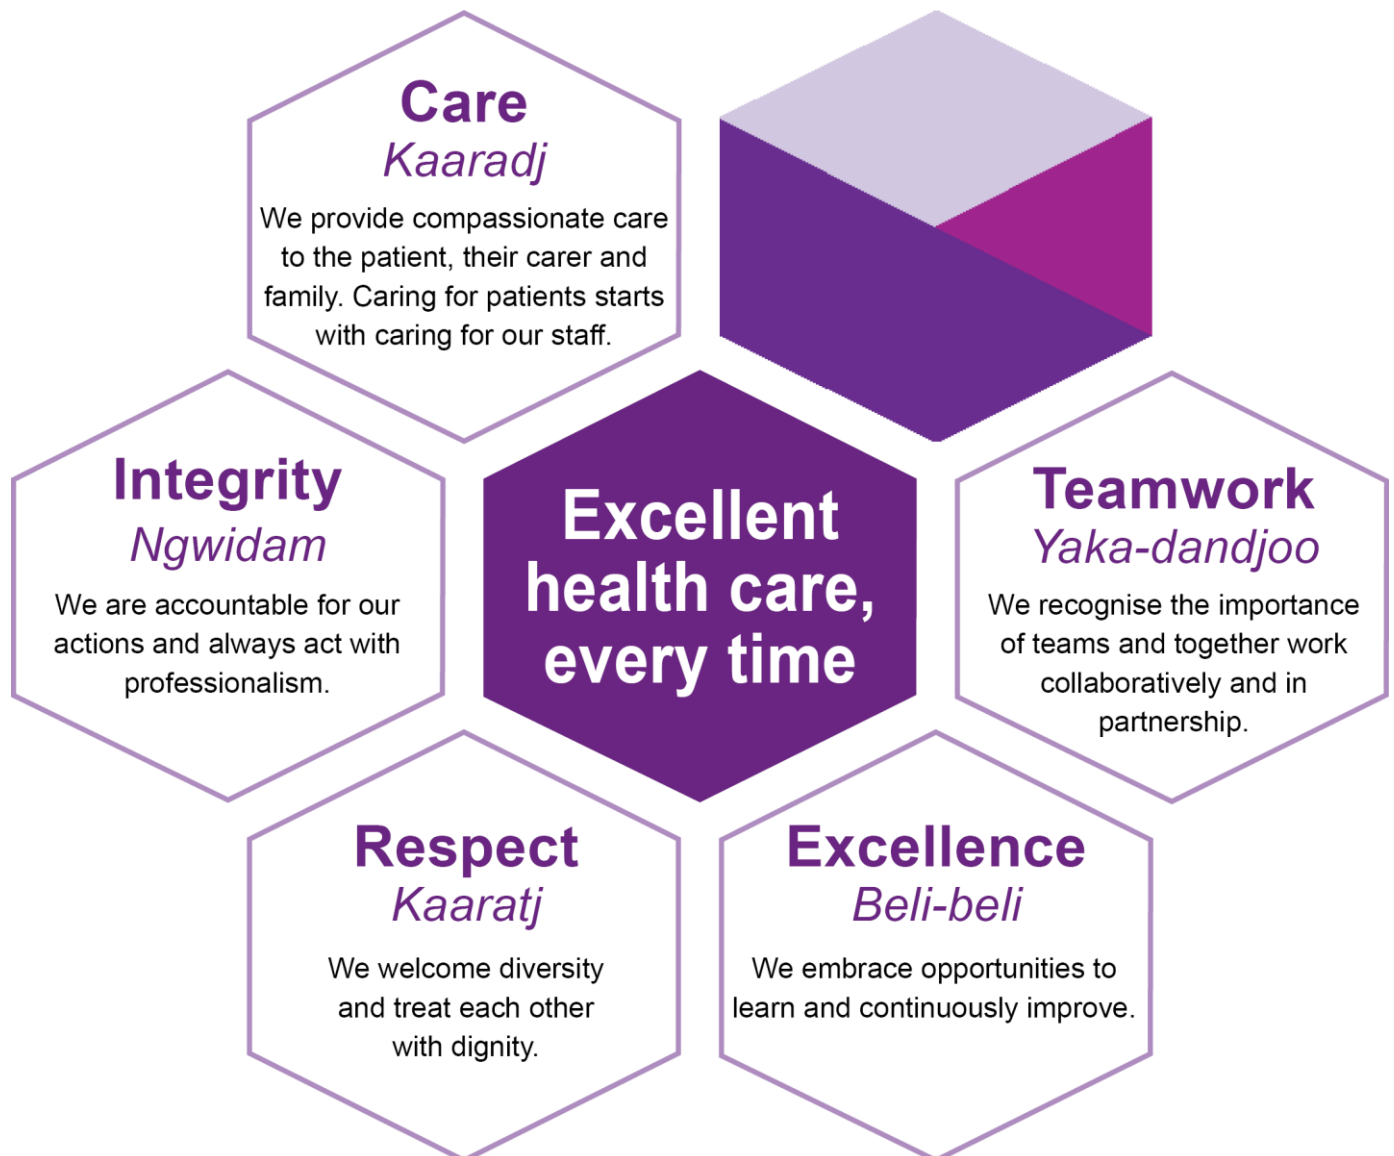 Care
Kaaradj
We provide compassionate care
to the patient, their carer and
family. Caring for patients starts
with caring for our staff.
Integrity
Ngwidam
We are accountable for our
actions and always act with
professionalism.
Excellent
health care,
every time
Teamwork
Yaka-dandjoo
We recognise the importance
of teams and together work
collaboratively and in
partnership.
Respect
Kaaratj
We welcome diversity
and treat each other
with dignity.
Excellence
Beli-beli
We embrace opportunities to
learn and continuously improve.